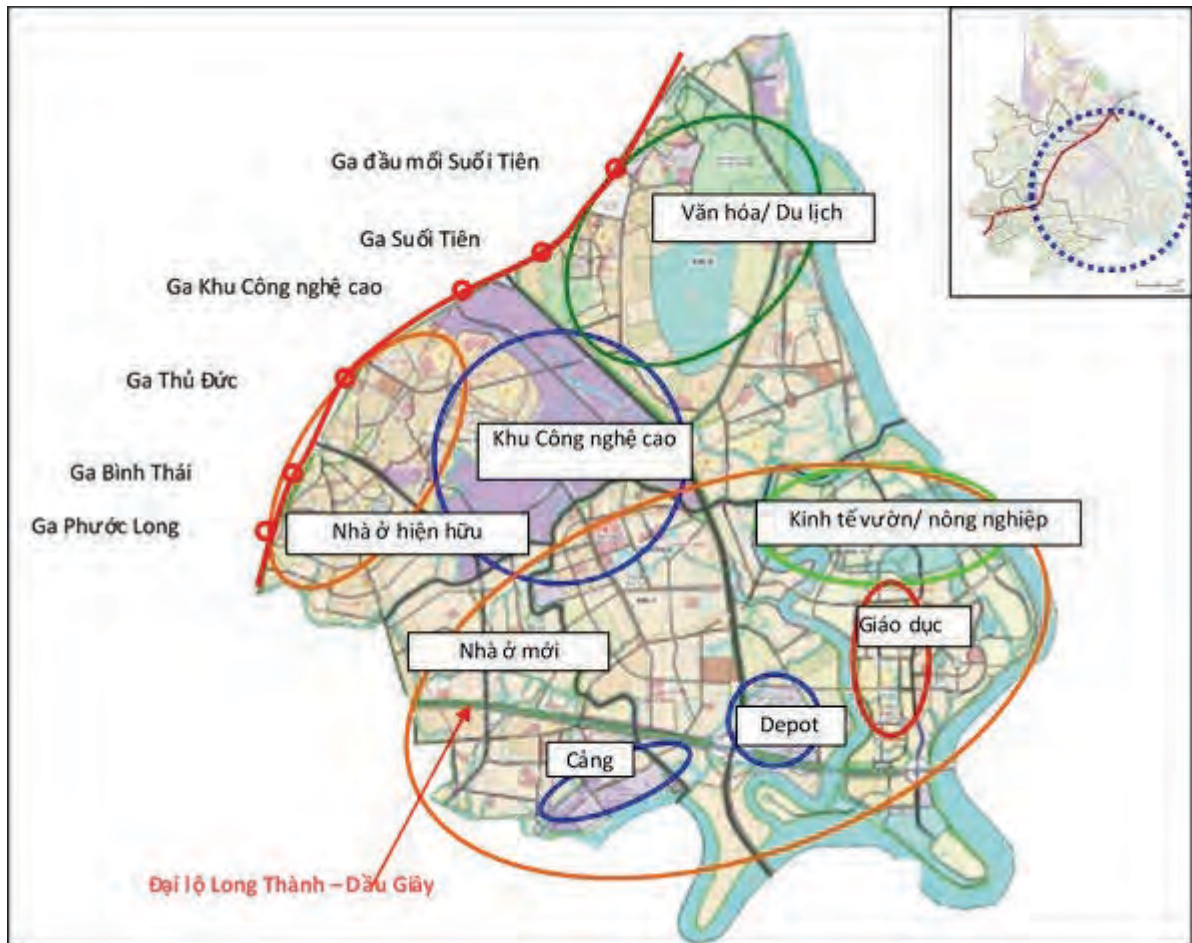 Ga đầu mối Suối Tiên
Văn hóa/ Du lịch
Ga Suối Tiên
Ga Khu Công nghệ cao
Ga Thủ Đức
Khu Công nghệ cao
Ga Bình Thái
Ga Phước Long
Nhà ở hiện hữu
Kinh tế vườn/ nông nghiệp
Giáo dục
Nhà ở mới
Depot
Cảng
Đại lộ Long Thành – Dầu Giây